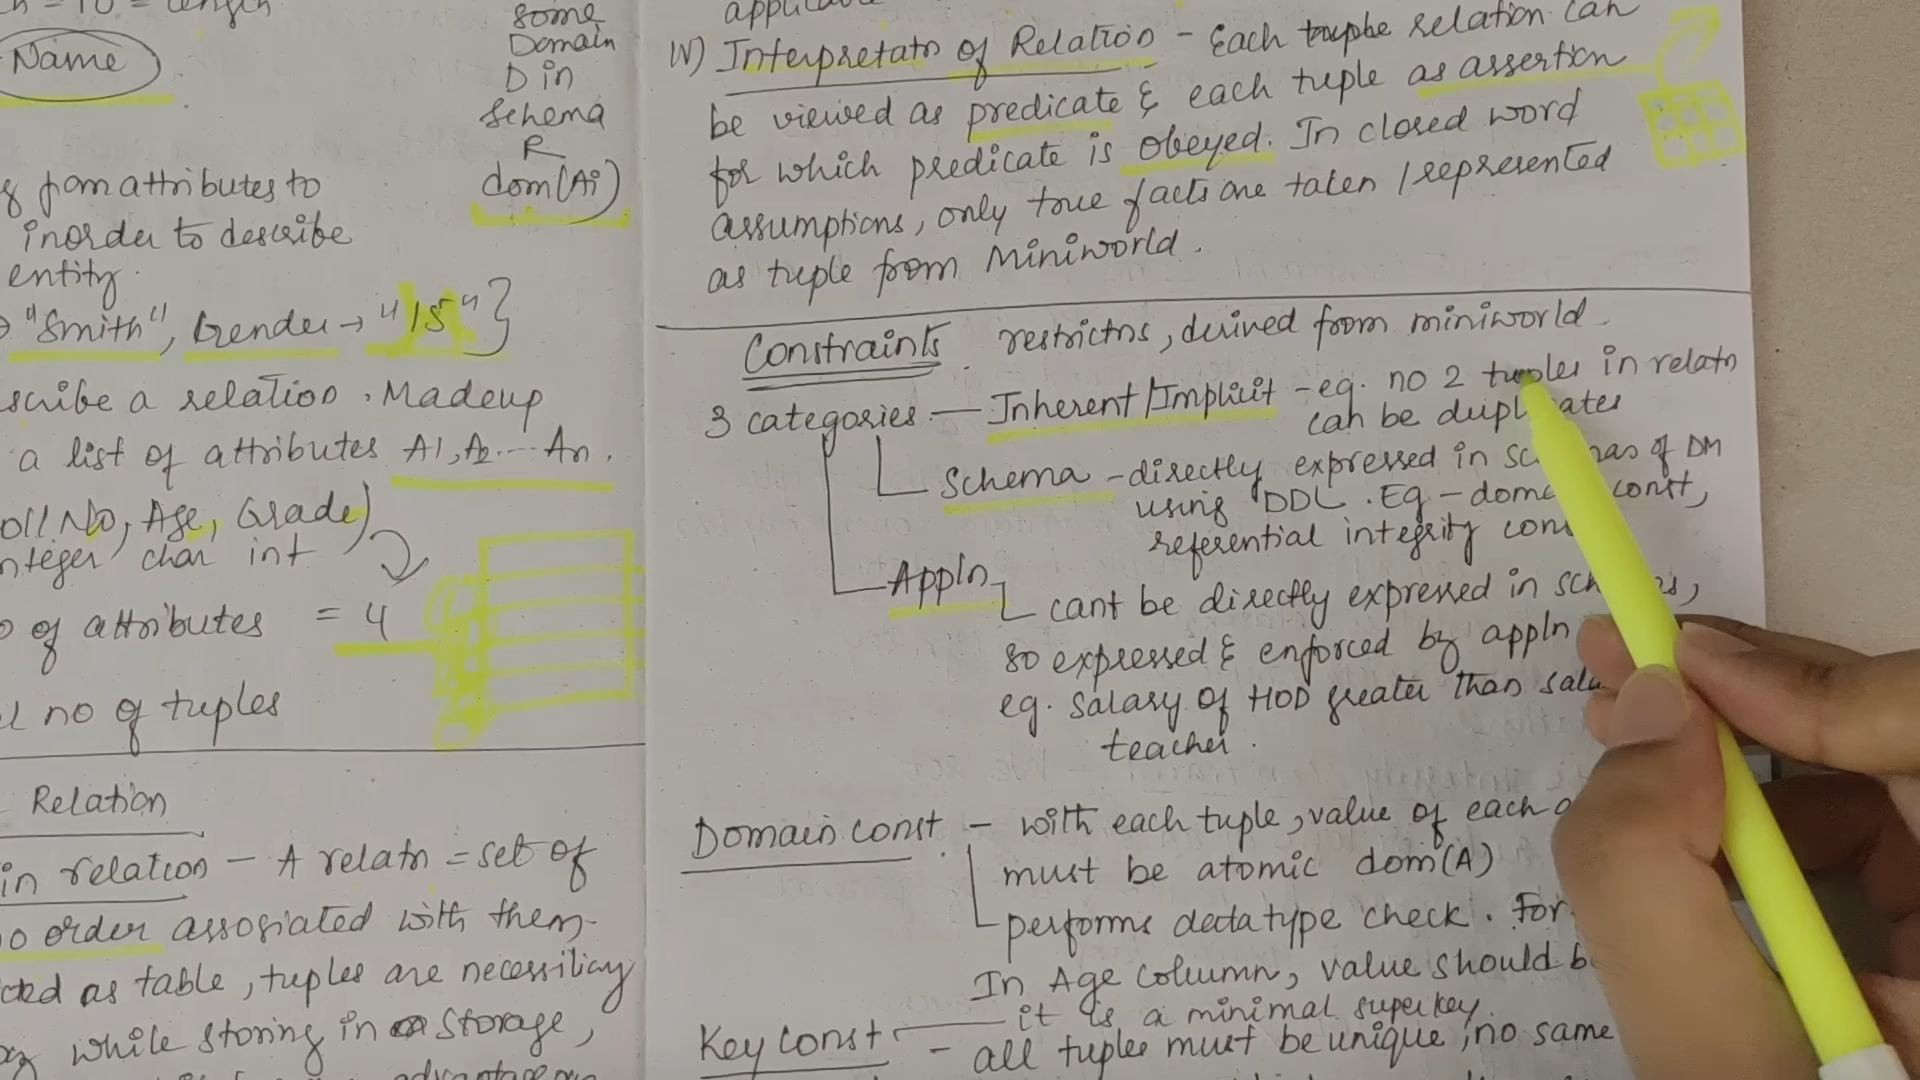 = 10 = length
Name
some
Domain
D in
Schema
R
dom(Ai)
from attributes to
inorder to describe
entity.
"Smith", Gender → "15"}
scribe a relation. Madeup
a list of attributes A1, A2... An.
oll No, Age, Grade)
nteger char int
of attributes = 4
no of tuples
Relation
in relation - A relatn = set of
o order associated with them.
cted as table, tuples are necessiliay
while storing in storage,
IV) Interpretatn of Relation - Each relation can
be viewed as predicate & each tuple as assertion
for which predicate is obeyed. In closed word
assumptions, only true facts are taken / represented
as tuple from Miniworld.
Constraints. restrictns, derived from miniworld.
3 categories - Inherent/Implicit - eg. no 2 tuples in relatn
can be duplicates
Schema - directly expressed in sc mas of DM
using DDL. Eg - doma const,
referential integrity cons
Appln
cant be directly expressed in sch s,
so expressed & enforced by appln
eg. Salary of HOD greater than sala
teacher.
Domain const. - with each tuple, value of each a
must be atomic dom(A)
performs datatype check. For
In Age column, value should b
Key const - it is a minimal superkey.
- all tuples must be unique, no same